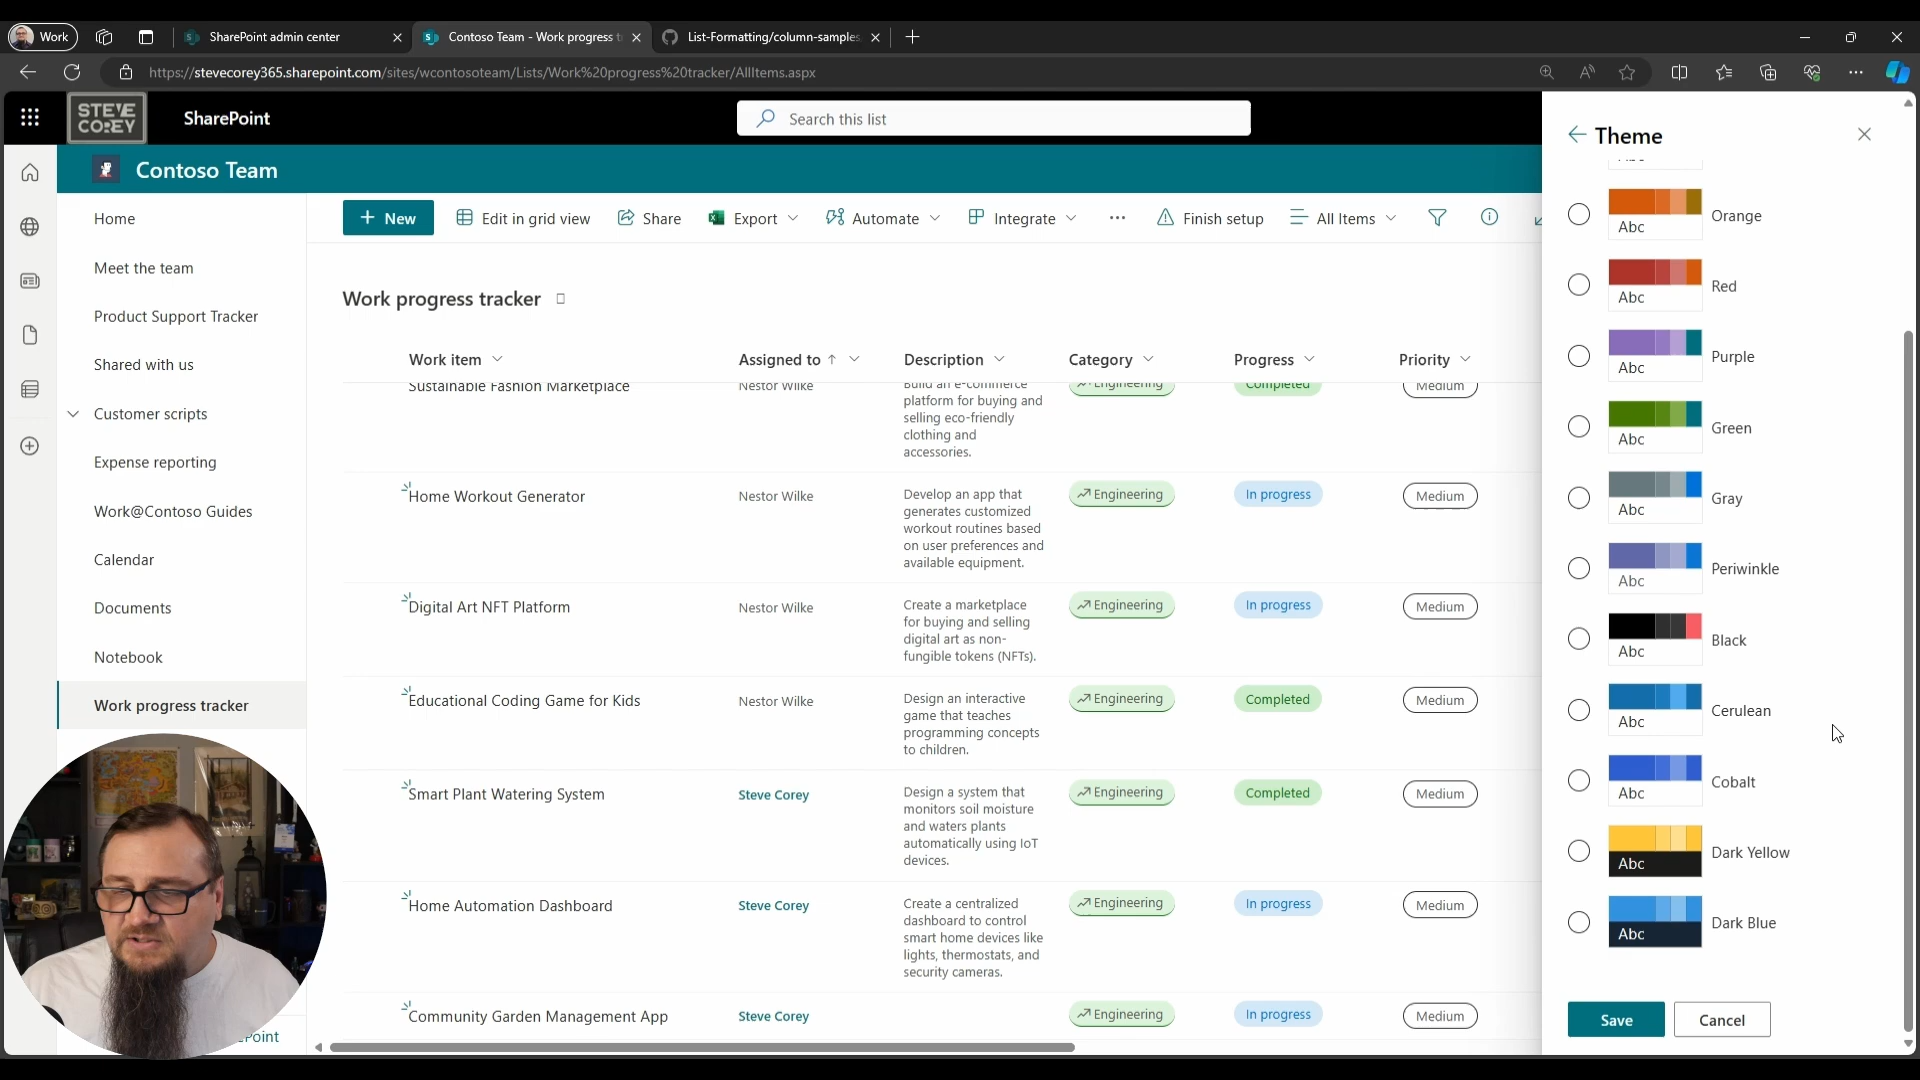 Work
SharePoint admin center
Contoso Team - Work progress t
List-Formatting/column-samples
https://stevecorey365.sharepoint.com/sites/wcontosoteam/Lists/Work%20progress%20tracker/AllItems.aspx
STEVE
COREY
SharePoint
Search this list
Contoso Team
Home
Meet the team
Product Support Tracker
Shared with us
Customer scripts
Expense reporting
Work@Contoso Guides
Calendar
Documents
Notebook
Work progress tracker
New
Edit in grid view
Share
Export
Automate
Integrate
Finish setup
All Items
Work progress tracker
Work item
Assigned to
Description
Category
Progress
Priority
Sustainable Fashion Marketplace
Nestor Wilke
Build an e-commerce
platform for buying and
selling eco-friendly
clothing and
accessories.
Engineering
Completed
Medium
Home Workout Generator
Nestor Wilke
Develop an app that
generates customized
workout routines based
on user preferences and
available equipment.
Engineering
In progress
Medium
Digital Art NFT Platform
Nestor Wilke
Create a marketplace
for buying and selling
digital art as non-
fungible tokens (NFTs).
Engineering
In progress
Medium
Educational Coding Game for Kids
Nestor Wilke
Design an interactive
game that teaches
programming concepts
to children.
Engineering
Completed
Medium
Smart Plant Watering System
Steve Corey
Design a system that
monitors soil moisture
and waters plants
automatically using IoT
devices.
Engineering
Completed
Medium
Home Automation Dashboard
Steve Corey
Create a centralized
dashboard to control
smart home devices like
lights, thermostats, and
security cameras.
Engineering
In progress
Medium
Community Garden Management App
Steve Corey
Engineering
In progress
Medium
Theme
Abc
Orange
Abc
Red
Abc
Purple
Abc
Green
Abc
Gray
Abc
Periwinkle
Abc
Black
Abc
Cerulean
Abc
Cobalt
Abc
Dark Yellow
Abc
Dark Blue
Save
Cancel